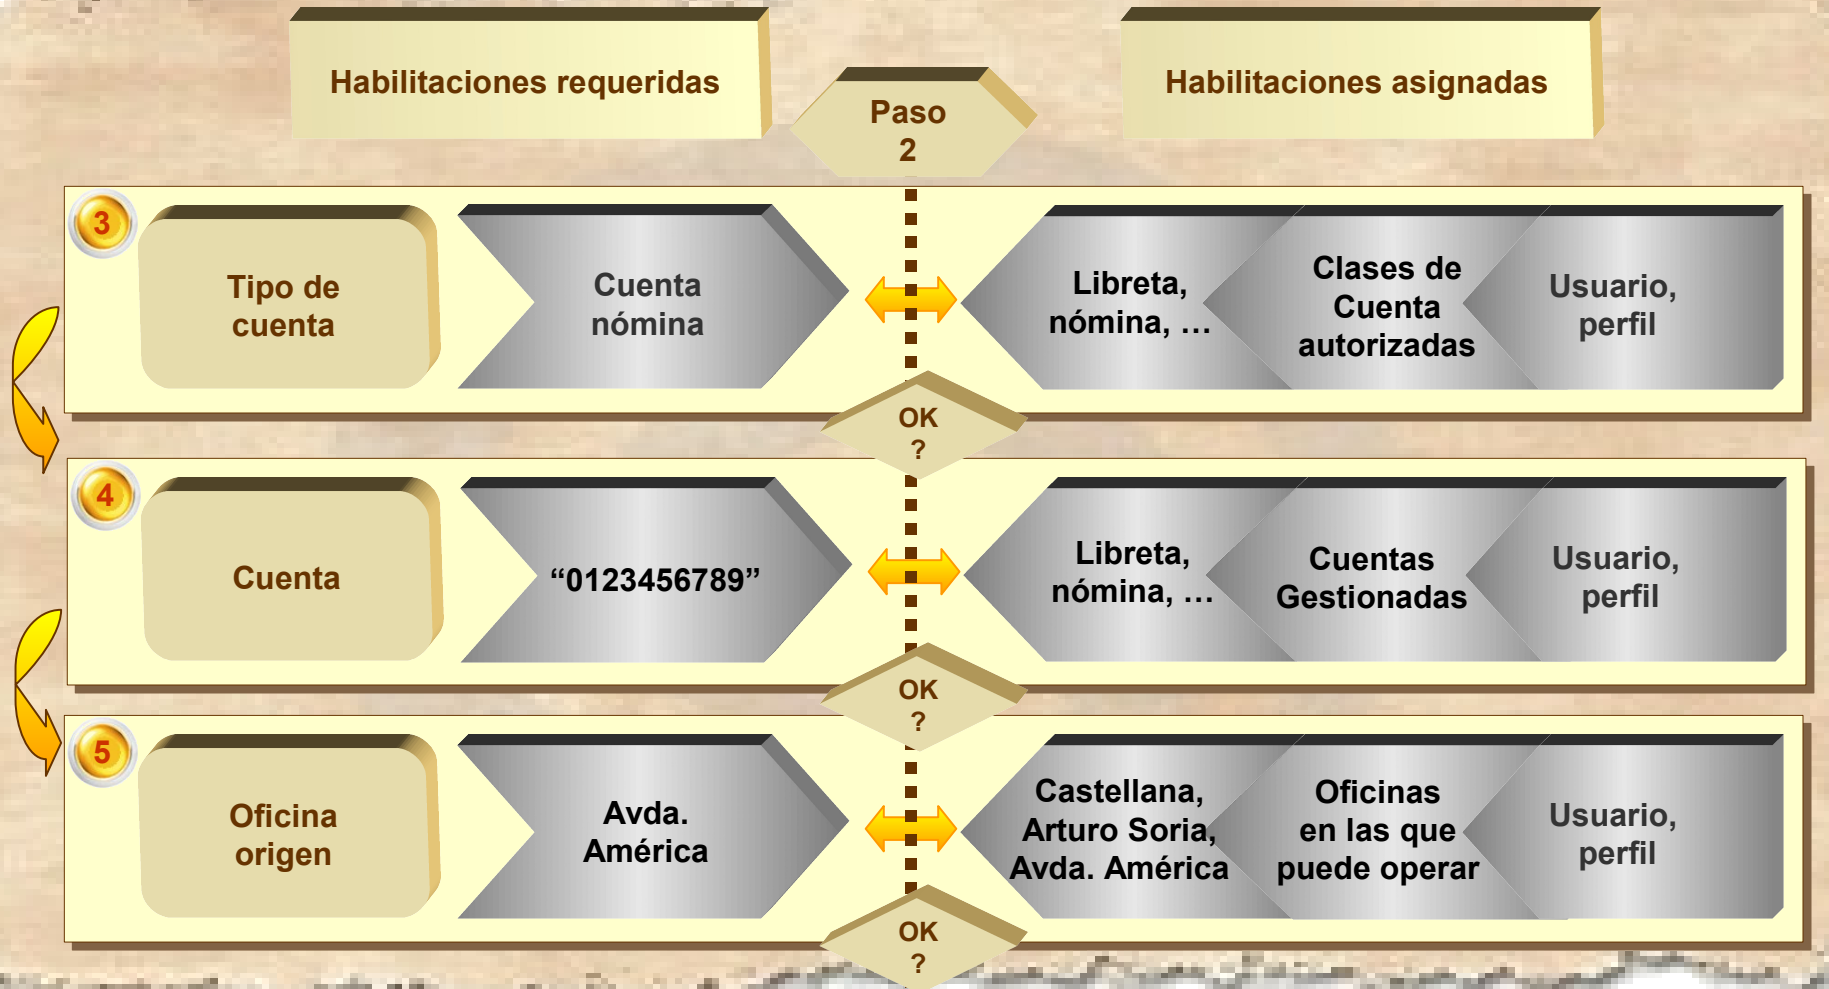 Habilitaciones requeridas
Habilitaciones asignadas
Paso
2
3
Tipo de
cuenta
Cuenta
nómina
Libreta,
nómina, …
Clases de
Cuenta
autorizadas
Usuario,
perfil
OK
?
4
Cuenta
“0123456789”
Libreta,
nómina, …
Cuentas
Gestionadas
Usuario,
perfil
OK
?
5
Oficina
origen
Avda.
América
Castellana,
Arturo Soria,
Avda. América
Oficinas
en las que
puede operar
Usuario,
perfil
OK
?